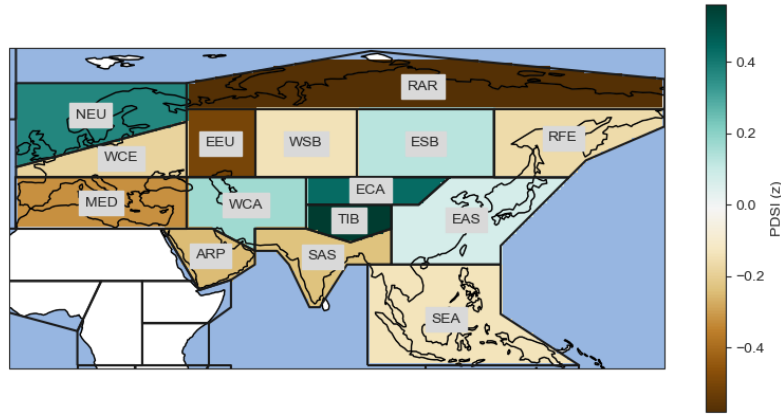 RAR
NEU
EEU
WSB
ESB
RFE
WCE
MED
WCA
ECA
TIB
EAS
ARP
SAS
SEA
0.4
0.2
0.0
−0.2
−0.4
PDSI (z)